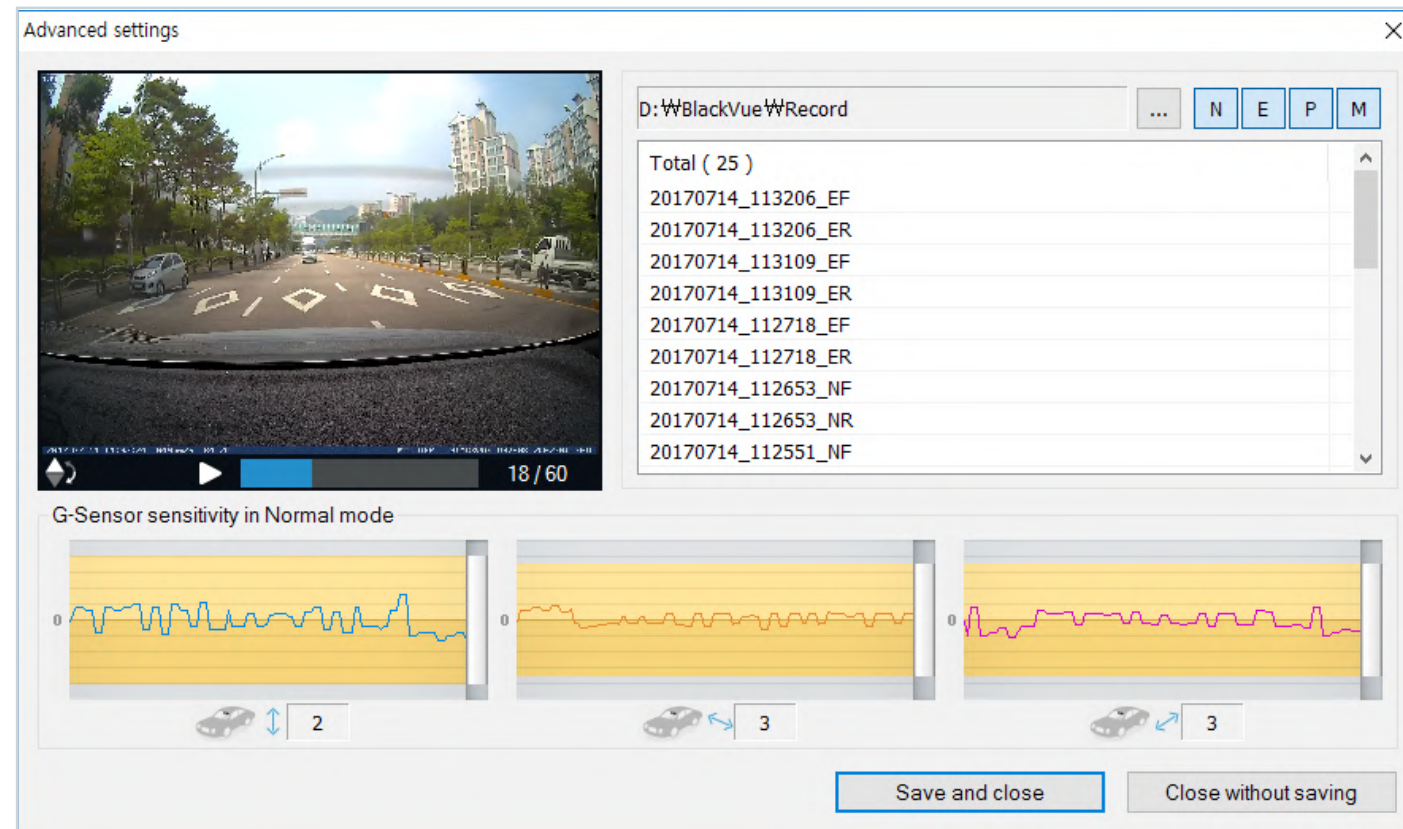 Advanced settings
D:₩BlackVue₩Record
... N E P M
Total ( 25 )
20170714_113206_EF
20170714_113206_ER
20170714_113109_EF
20170714_113109_ER
20170714_112718_EF
20170714_112718_ER
20170714_112653_NF
20170714_112653_NR
20170714_112551_NF
18 / 60
G-Sensor sensitivity in Normal mode
0 0 0
2 3 3
Save and close
Close without saving